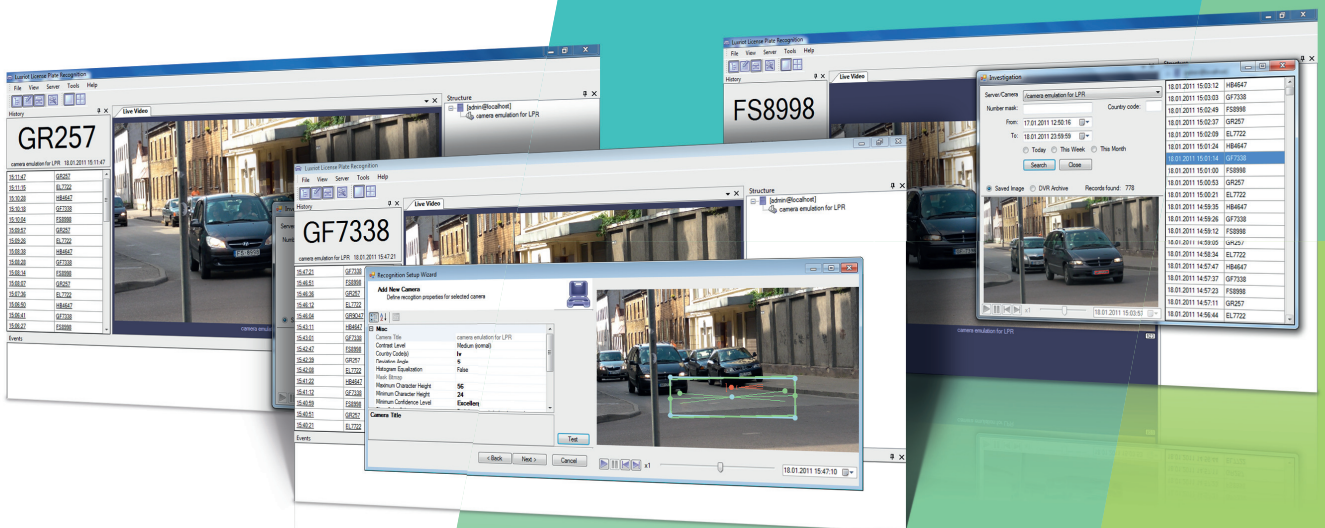 Luxriot License Plate Recognition
File View Server Tools Help
History
Live Video
Structure
GR257
[admin@localhost]
camera emulation for LPR
camera emulation for LPR 18.01.2011 15:11:47
15:11:47 GR257
15:11:15 EL7722
15:10:28 HB4647
15:10:18 GF7338
15:10:04 FS8998
15:09:57 GR257
15:09:26 EL7722
15:08:38 HB4647
15:08:28 GF7338
15:08:14 FS8998
15:08:07 GR257
15:07:36 EL7722
15:06:50 HB4647
15:06:41 GF7338
15:06:27 FS8998
Events
Luxriot License Plate Recognition
File View Server Tools Help
History
Live Video
Structure
GF7338
[admin@localhost]
camera emulation for LPR
camera emulation for LPR 18.01.2011 15:47:21
15:47:21 GF7338
15:46:51 FS8998
15:46:36 GR257
15:46:12 EL7722
15:46:04 GR9047
15:43:11 HB4647
15:43:01 GF7338
15:42:47 FS8998
15:42:39 GR257
15:42:08 EL7722
15:41:22 HB4647
15:41:12 GF7338
15:40:59 FS8998
15:40:51 GR257
15:40:21 EL7722
Events
Recognition Setup Wizard
Add New Camera
Define recogition properties for selected camera
Misc
Camera Title camera emulation for LPR
Contrast Level Medium (normal)
Country Code(s) lv
Deviation Angle 5
Histogram Equalization False
Mask Bitmap
Maximum Character Height 56
Minimum Character Height 24
Minimum Confidence Level Excellent
Camera Title
Test
< Back Next > Cancel
x1
18.01.2011 15:47:10
Luxriot License Plate Recognition
File View Server Tools Help
History
Live Video
FS8998
camera emulation for LPR
Investigation
Server/Camera /camera emulation for LPR
Number mask: Country code:
From: 17.01.2011 12:50:16
To: 18.01.2011 23:59:59
Today This Week This Month
Search Close
Saved Image DVR Archive Records found: 778
x1
18.01.2011 15:03:57
18.01.2011 15:03:12 HB4647
18.01.2011 15:03:03 GF7338
18.01.2011 15:02:49 FS8998
18.01.2011 15:02:37 GR257
18.01.2011 15:02:09 EL7722
18.01.2011 15:01:24 HB4647
18.01.2011 15:01:14 GF7338
18.01.2011 15:01:00 FS8998
18.01.2011 15:00:53 GR257
18.01.2011 15:00:21 EL7722
18.01.2011 14:59:35 HB4647
18.01.2011 14:59:26 GF7338
18.01.2011 14:59:12 FS8998
18.01.2011 14:59:05 GR257
18.01.2011 14:58:34 EL7722
18.01.2011 14:57:47 HB4647
18.01.2011 14:57:37 GF7338
18.01.2011 14:57:23 FS8998
18.01.2011 14:57:11 GR257
18.01.2011 14:56:44 EL7722